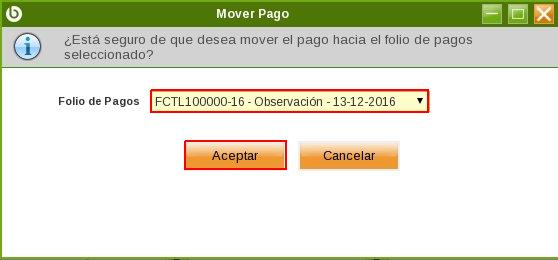 Mover Pago
¿Está seguro de que desea mover el pago hacia el folio de pagos
seleccionado?
Folio de Pagos FCTL100000-16 - Observación - 13-12-2016
Aceptar Cancelar